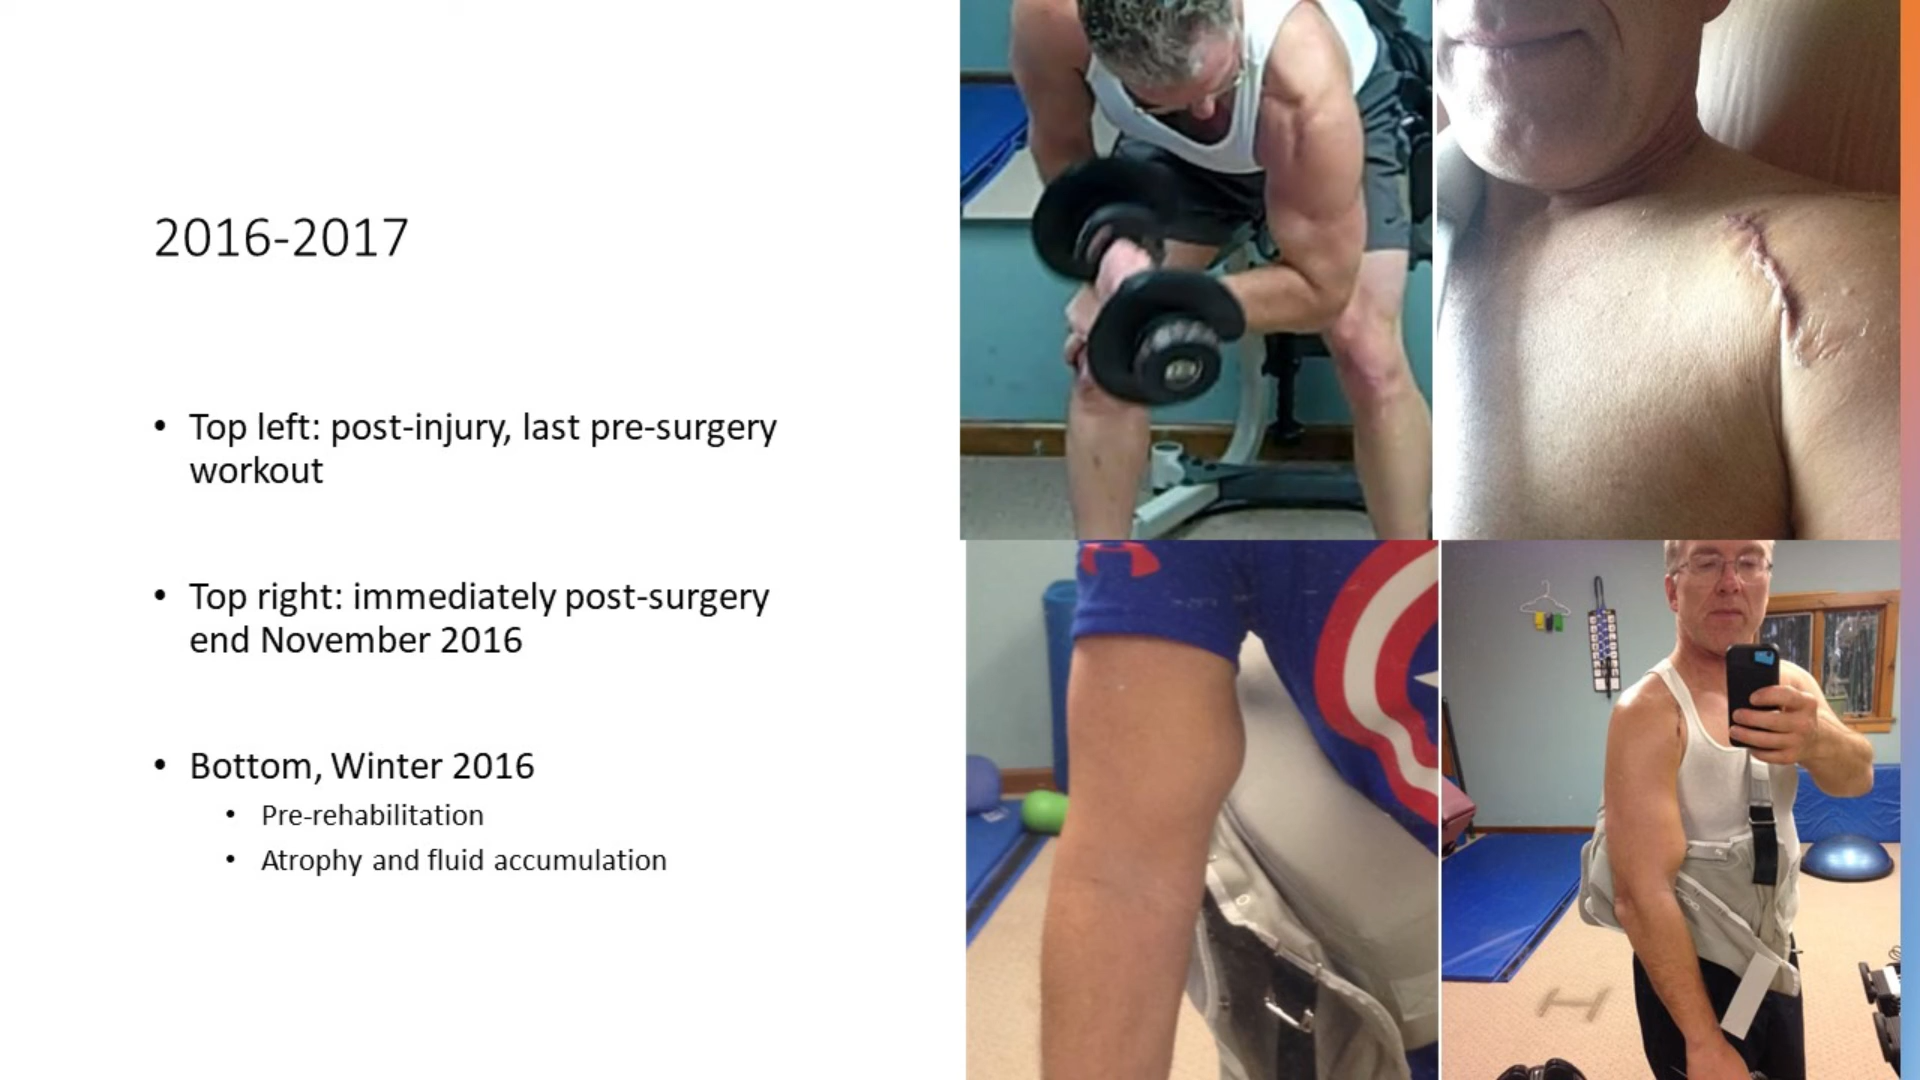 2016-2017
• Top left: post-injury, last pre-surgery
workout
• Top right: immediately post-surgery
end November 2016
• Bottom, Winter 2016
• Pre-rehabilitation
• Atrophy and fluid accumulation